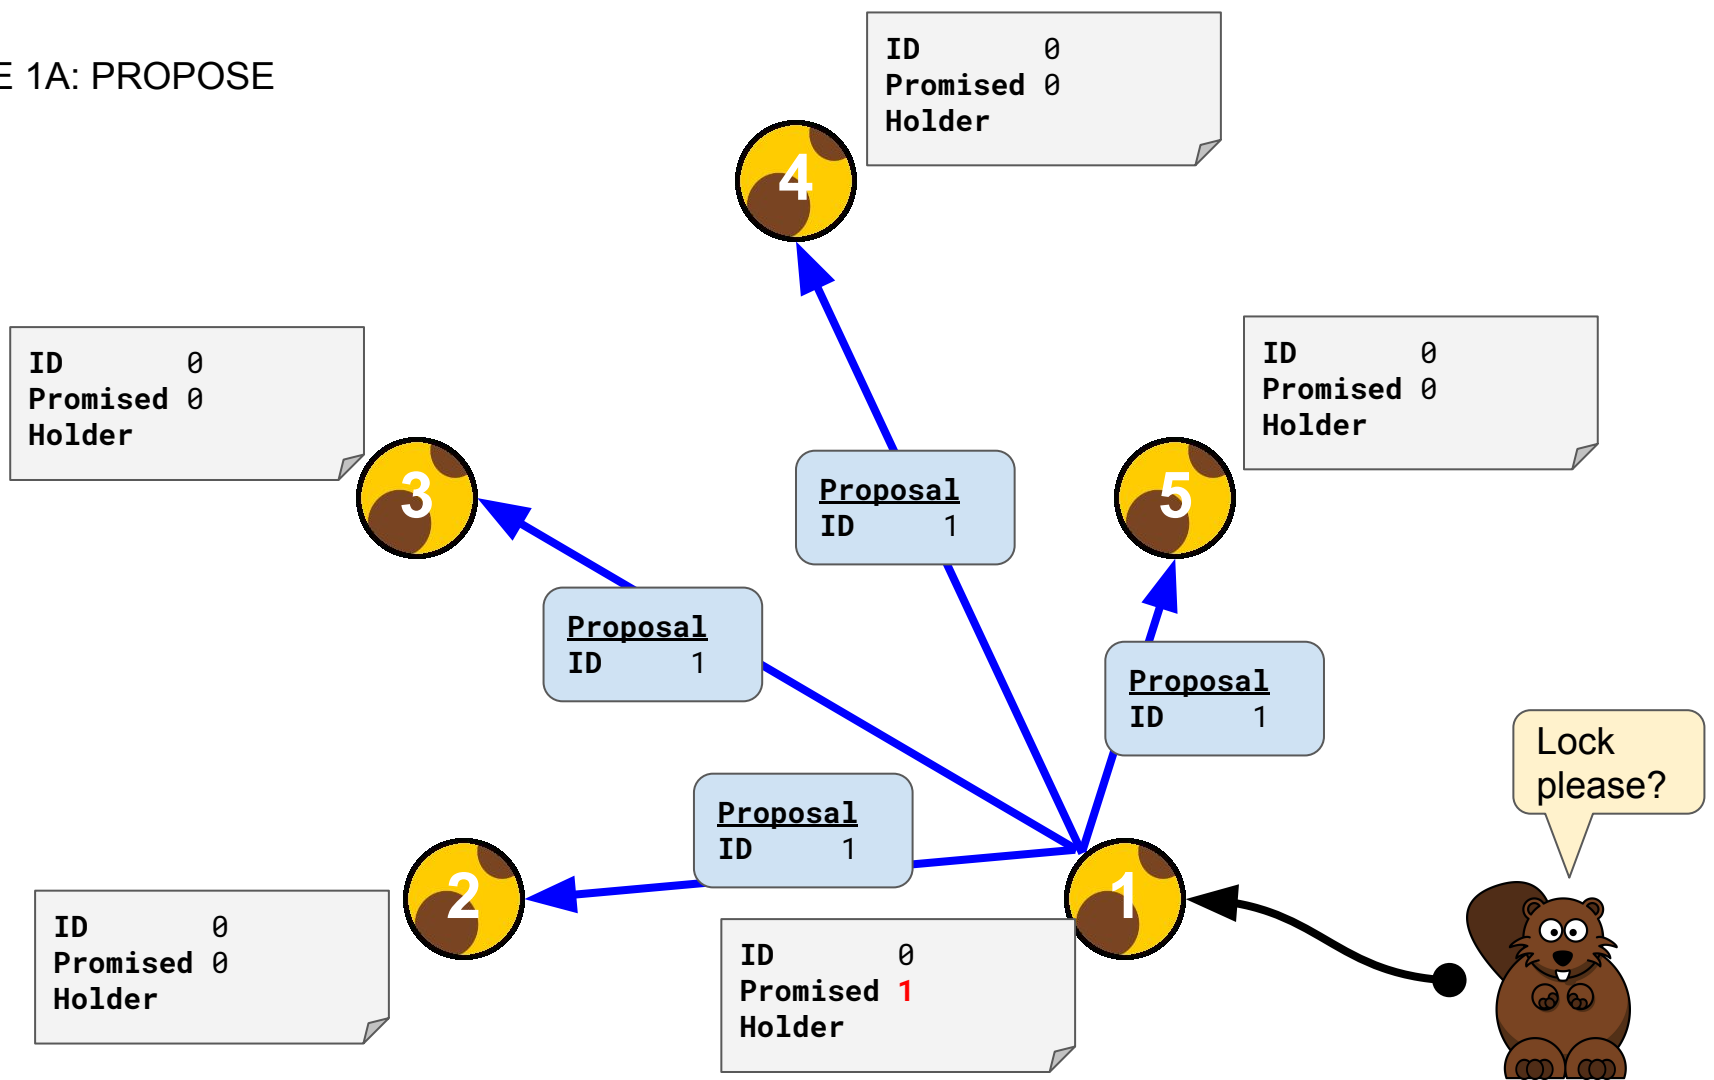 E 1A: PROPOSE
ID 0
Promised 0
Holder
4
ID 0
Promised 0
Holder
3
ID 0
Promised 0
Holder
5
Proposal
ID 1
Proposal
ID 1
Proposal
ID 1
Lock
please?
Proposal
ID 1
2
1
ID 0
Promised 0
Holder
ID 0
Promised 1
Holder